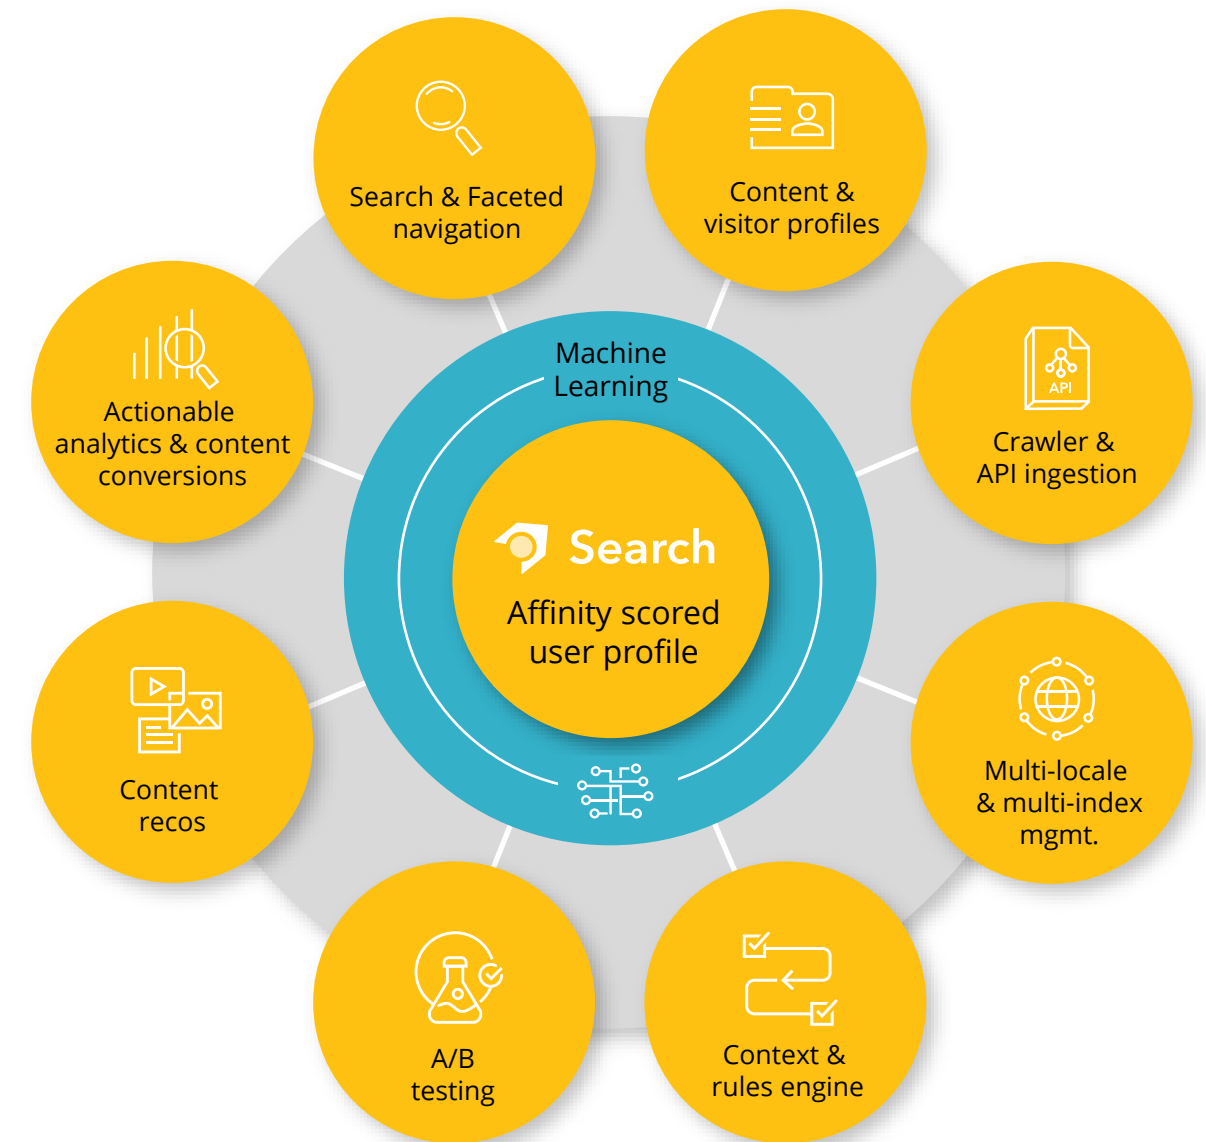 Search & Faceted
navigation
Content &
visitor profiles
Actionable
analytics & content
conversions
Machine
Learning
API
Crawler &
API ingestion
Search
Affinity scored
user profile
Content
recos
Multi-locale
& multi-index
mgmt.
A/B
testing
Context &
rules engine